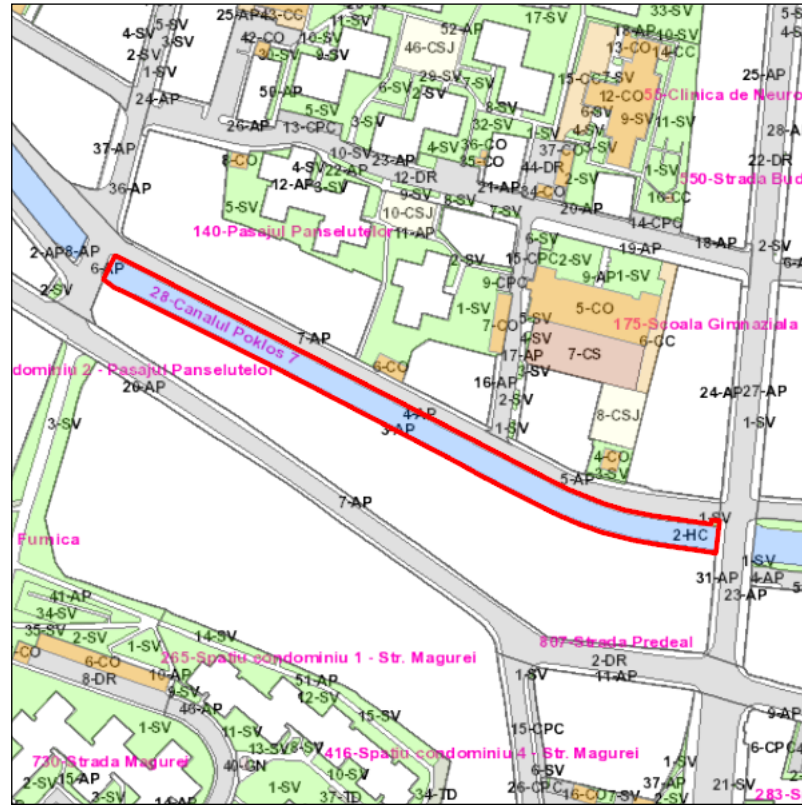 25-AP
43-CC
11-SV
52-AP
17-SV
33-SV
4-SV
5-SV
3-SV
42-CO
10-SV
46-CSJ
18-AP
10-SV
13-CO
14-CC
2-SV
30-SV
9-SV
1-SV
29-SV
7-SV
15-CC
7-SV
25-AP
24-AP
50-AP
6-SV
2-SV
12-CO
55-Clinica de Neuro
5-SV
8-SV
6-SV
26-AP
13-CPC
3-SV
32-SV
1-SV
4-SV
9-SV
11-SV
37-AP
10-SV
4-SV
36-CO
37-CO
3-SV
22-DR
8-CO
4-SV
23-AP
35-CO
44-DR
1-SV
36-AP
12-AP
3-SV
22-AP
12-DR
21-AP
34-CO
2-SV
550-Strada Bud
5-SV
9-SV
8-SV
7-SV
20-AP
16-CC
10-CSJ
14-CPC
140-Pasajul Panselutelor
11-AP
6-SV
19-AP
18-AP
2-SV
2-AP
8-AP
15-CPC
2-SV
6-AP
2-SV
9-CPC
9-AP
1-SV
2-SV
28-Canalul Poklos 7
1-SV
5-CO
7-AP
7-CO
5-SV
4-SV
175-Scoala Gimnaziala
6-CC
17-AP
7-CS
3-SV
6-CO
dominiu 2 - Pasajul Panselutelor
20-AP
16-AP
2-SV
24-AP
27-AP
4-AP
8-CSJ
3-SV
3-AP
1-SV
1-SV
4-CO
3-SV
5-AP
7-AP
1-SV
Furnica
2-HC
1-SV
31-AP
4-AP
41-AP
23-AP
34-SV
35-SV
2-SV
14-SV
1-SV
807-Strada Predeal
-CO
6-CO
265-Spatiu condominiu 1 - Str. Magurei
2-DR
8-DR
10-AP
51-AP
1-SV
11-AP
9-SV
12-SV
46-AP
15-SV
9-AP
1-SV
11-SV
15-CPC
13-SV
8-SV
416-Spatiu condominiu 4 - Str. Magurei
6-CPC
730-Strada Magurei
40-GN
10-SV
6-SV
2-SV
15-AP
1-SV
37-AP
21-SV
3-SV
37-TD
34-TD
26-CPC
16-CO
7-SV
2-SV
283-S